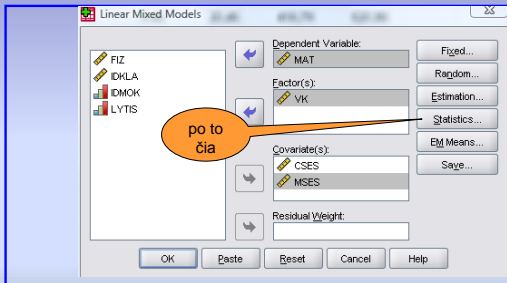 Linear Mixed Models
FIZ
IDKLA
IDMOK
LYTIS
Dependent Variable:
MAT
Factor(s):
VK
Covariate(s):
CSES
MSES
Residual Weight:
Fixed...
Random...
Estimation...
Statistics...
EM Means...
Save...
po to
čia
OK
Paste
Reset
Cancel
Help